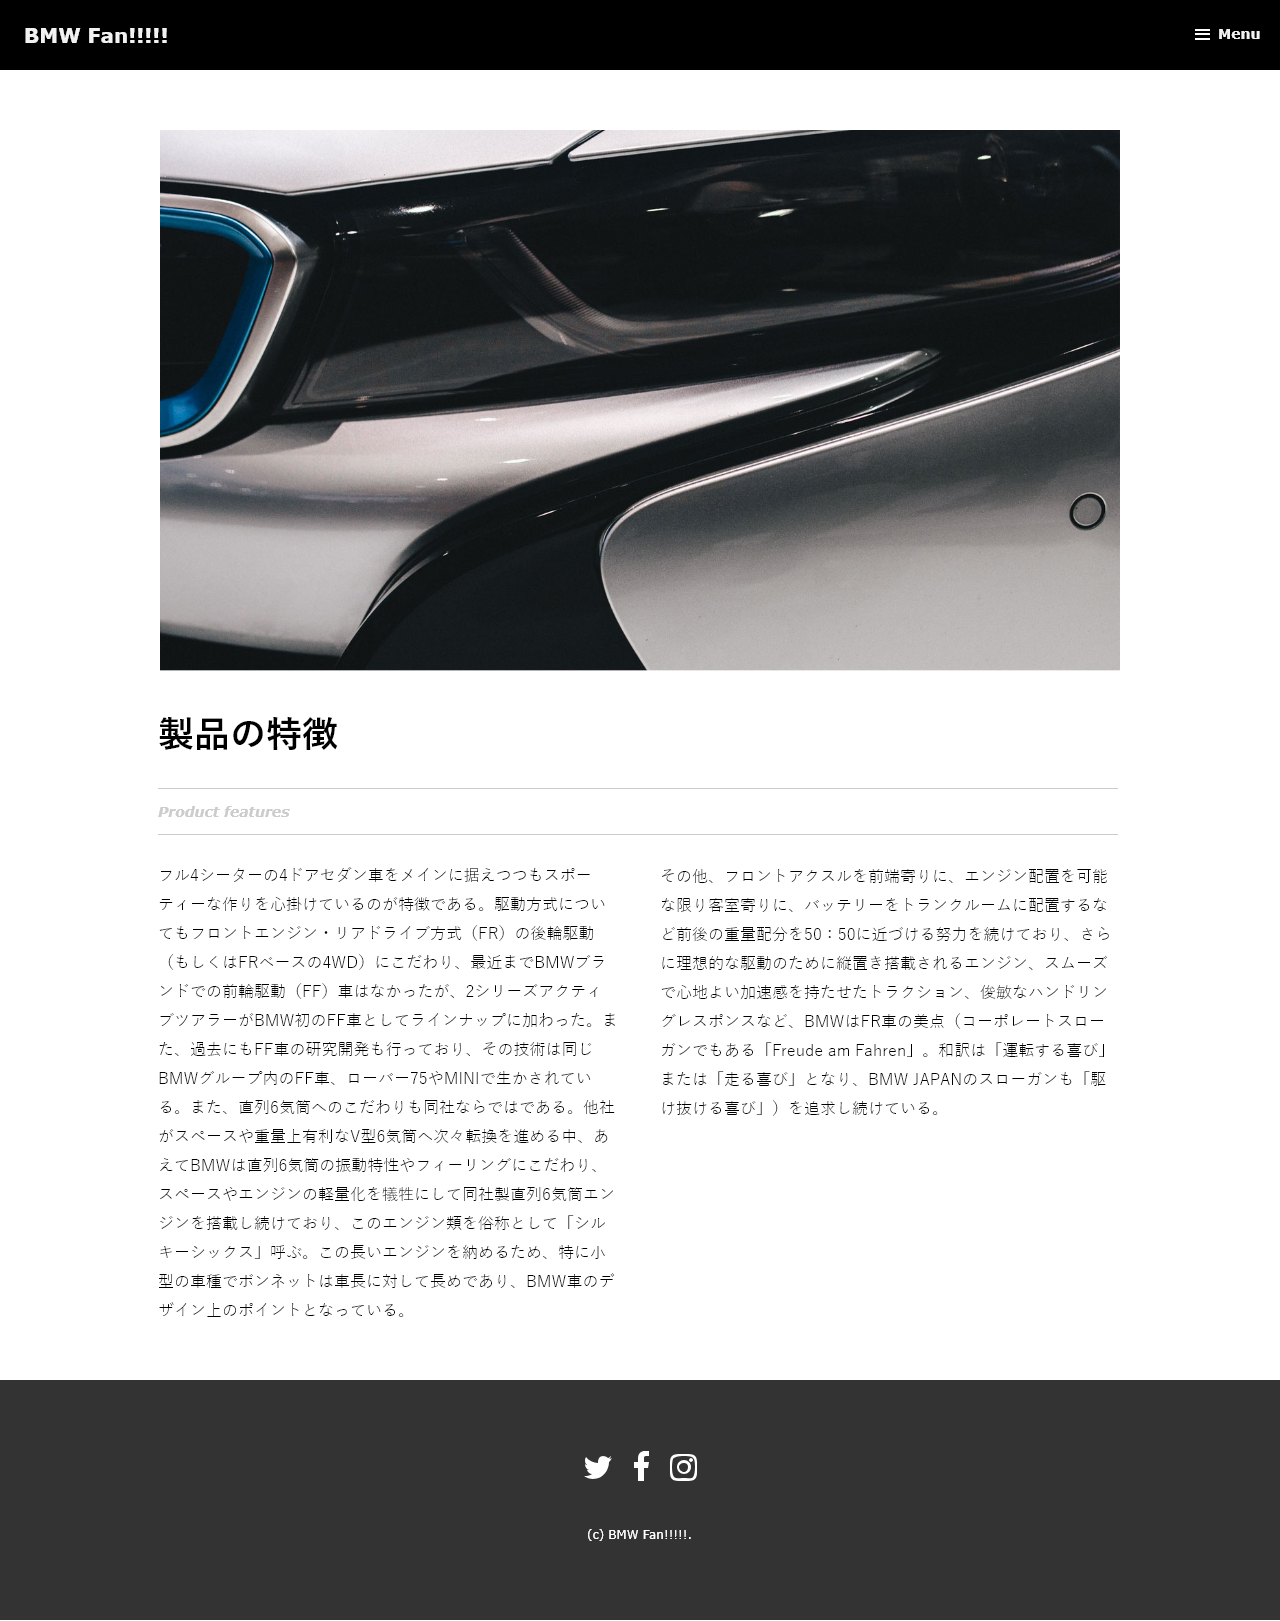 BMW Fan!!!!!
Menu
製品の特徴
Product features
フル4シーターの4ドアセダン車をメインに据えつつもスポー
ティーな作りを心掛けているのが特徴である。駆動方式につい
てもフロントエンジン・リアドライブ方式（FR）の後輪駆動
（もしくはFRベースの4WD）にこだわり、最近までBMWブラ
ンドでの前輪駆動（FF）車はなかったが、2シリーズアクティ
ブツアラーがBMW初のFF車としてラインナップに加わった。ま
た、過去にもFF車の研究開発も行っており、その技術は同じ
BMWグループ内のFF車、ローバー75やMINIで生かされてい
る。また、直列6気筒へのこだわりも同社ならではである。他社
がスペースや重量上有利なV型6気筒へ次々転換を進める中、あ
えてBMWは直列6気筒の振動特性やフィーリングにこだわり、
スペースやエンジンの軽量化を犠牲にして同社製直列6気筒エン
ジンを搭載し続けており、このエンジン類を俗称として「シル
キーシックス」呼ぶ。この長いエンジンを納めるため、特に小
型の車種でボンネットは車長に対して長めであり、BMW車のデ
ザイン上のポイントとなっている。
その他、フロントアクスルを前端寄りに、エンジン配置を可能
な限り客室寄りに、バッテリーをトランクルームに配置するな
ど前後の重量配分を50：50に近づける努力を続けており、さら
に理想的な駆動のために縦置き搭載されるエンジン、スムーズ
で心地よい加速感を持たせたトラクション、俊敏なハンドリン
グレスポンスなど、BMWはFR車の美点（コーポレートスロー
ガンでもある「Freude am Fahren」。和訳は「運転する喜び」
または「走る喜び」となり、BMW JAPANのスローガンも「駆
け抜ける喜び」）を追求し続けている。
(c) BMW Fan!!!!!.